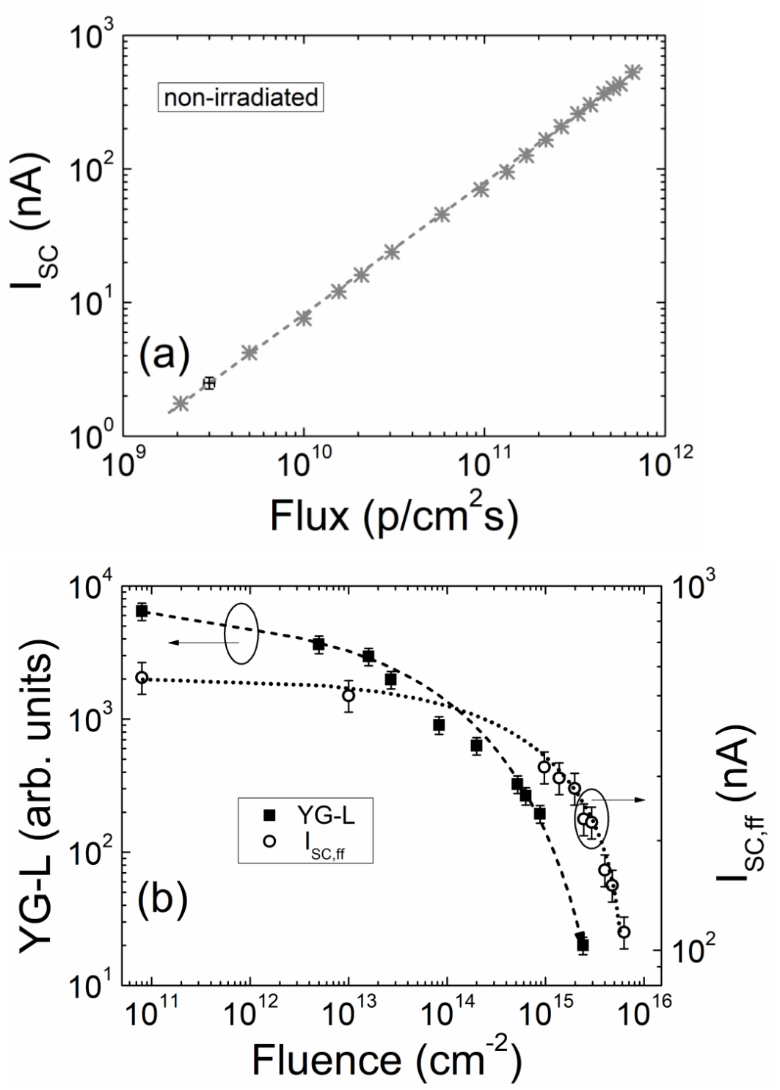 10³
non-irradiated
10²
I_SC (nA)
10¹
(a)
10⁰
10⁹ 10¹⁰ 10¹¹ 10¹²
Flux (p/cm²s)
10⁴ 10³
10³
YG-L (arb. units)
I_SC,ff (nA)
YG-L
I_SC,ff
10²
(b)
10²
10¹
10¹¹ 10¹² 10¹³ 10¹⁴ 10¹⁵ 10¹⁶
Fluence (cm⁻²)